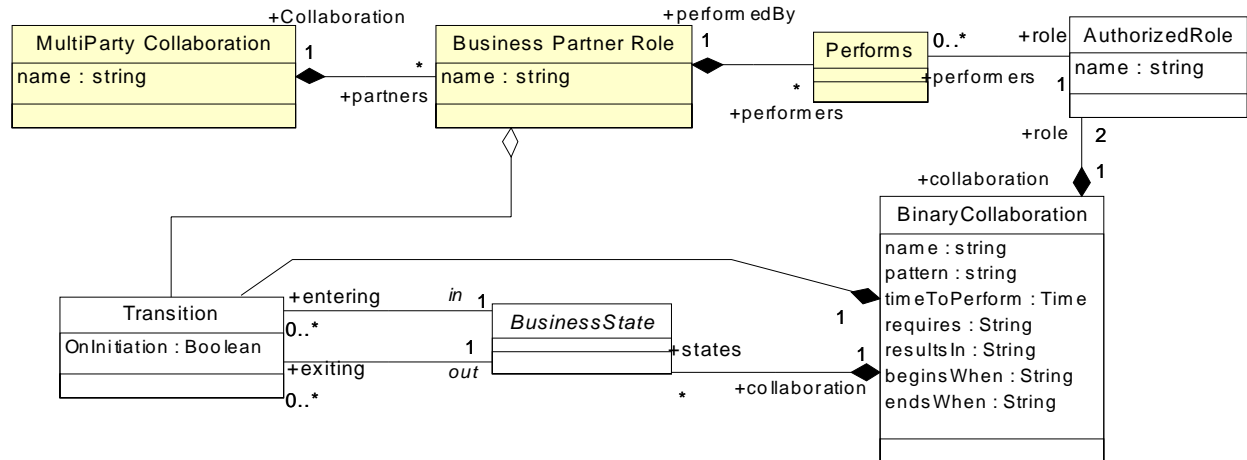 +Collaboration
MultiParty Collaboration
name : string
1
*
+partners
Business Partner Role
name : string
+performedBy
1
*
+performers
Performs
0..*
+performers
+role
1
AuthorizedRole
name : string
+role
2
+collaboration
1
BinaryCollaboration
name : string
pattern : string
timeToPerform : Time
requires : String
resultsIn : String
beginsWhen : String
endsWhen : String
1
Transition
OnInitiation : Boolean
+entering
in
1
0..*
1
+exiting
out
0..*
BusinessState
+states
1
+collaboration
*